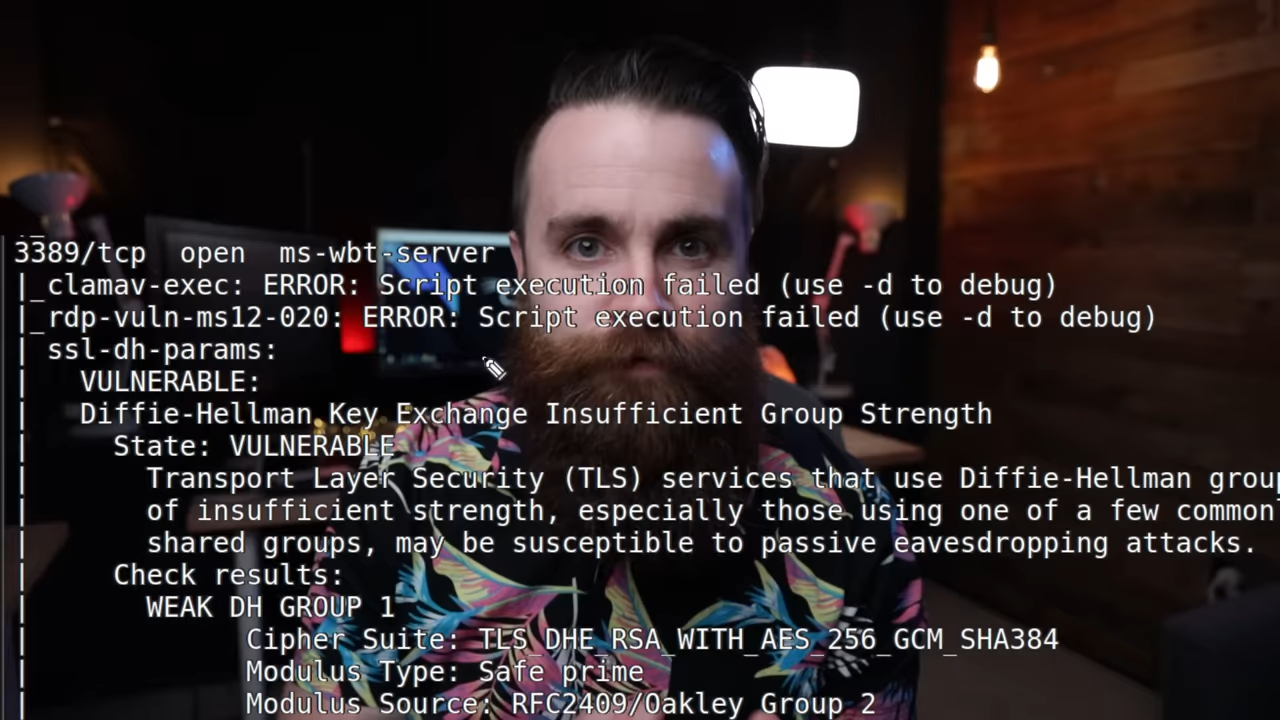 3389/tcp  open  ms-wbt-server
|_clamav-exec: ERROR: Script execution failed (use -d to debug)
|_rdp-vuln-ms12-020: ERROR: Script execution failed (use -d to debug)
| ssl-dh-params:
|   VULNERABLE:
|   Diffie-Hellman Key Exchange Insufficient Group Strength
|     State: VULNERABLE
|       Transport Layer Security (TLS) services that use Diffie-Hellman group
|       of insufficient strength, especially those using one of a few common
|       shared groups, may be susceptible to passive eavesdropping attacks.
|     Check results:
|       WEAK DH GROUP 1
|             Cipher Suite: TLS_DHE_RSA_WITH_AES_256_GCM_SHA384
|             Modulus Type: Safe prime
|             Modulus Source: RFC2409/Oakley Group 2